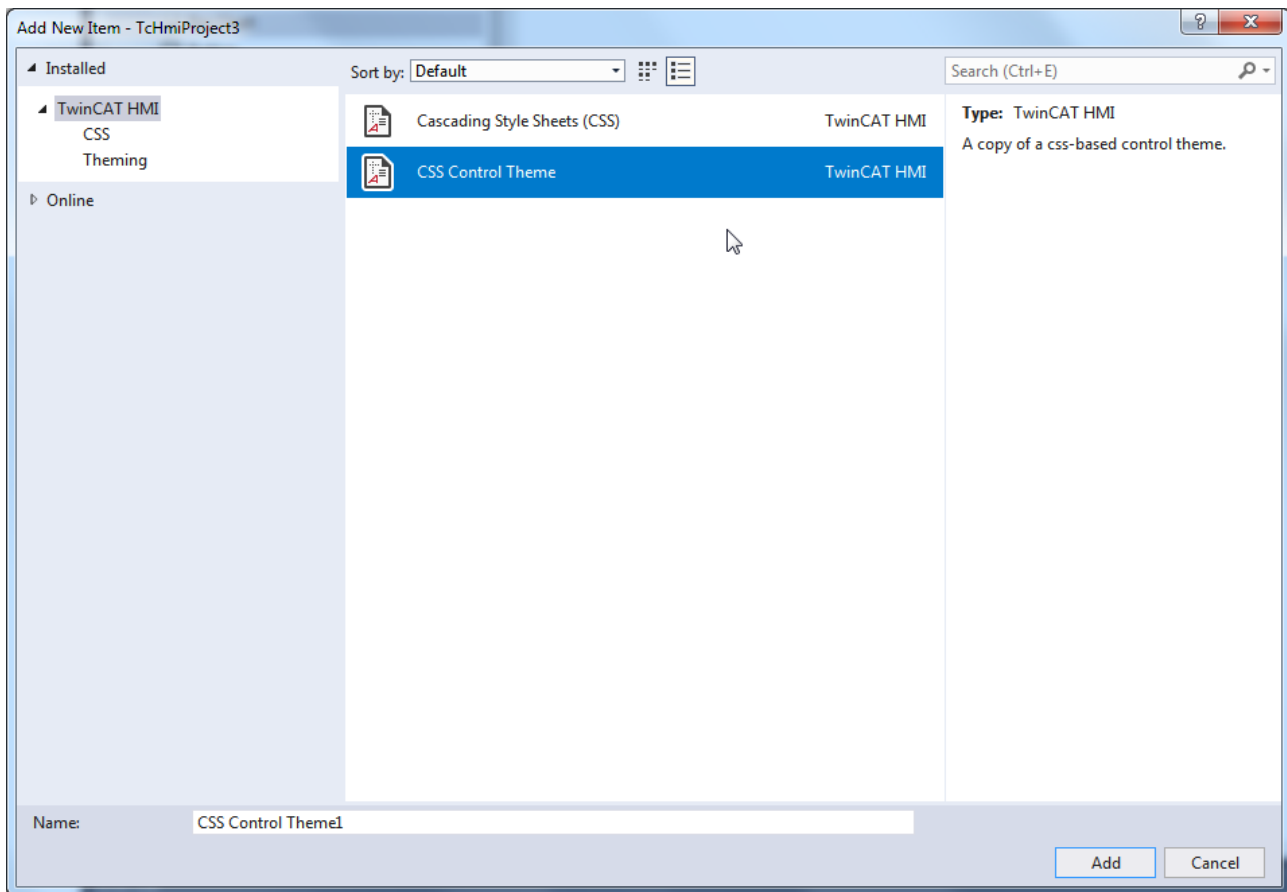 Add New Item - TcHmiProject3
Installed
TwinCAT HMI
CSS
Theming
Online
Sort by: Default
Search (Ctrl+E)
Cascading Style Sheets (CSS) TwinCAT HMI
CSS Control Theme TwinCAT HMI
Type: TwinCAT HMI
A copy of a css-based control theme.
Name: CSS Control Theme1
Add Cancel